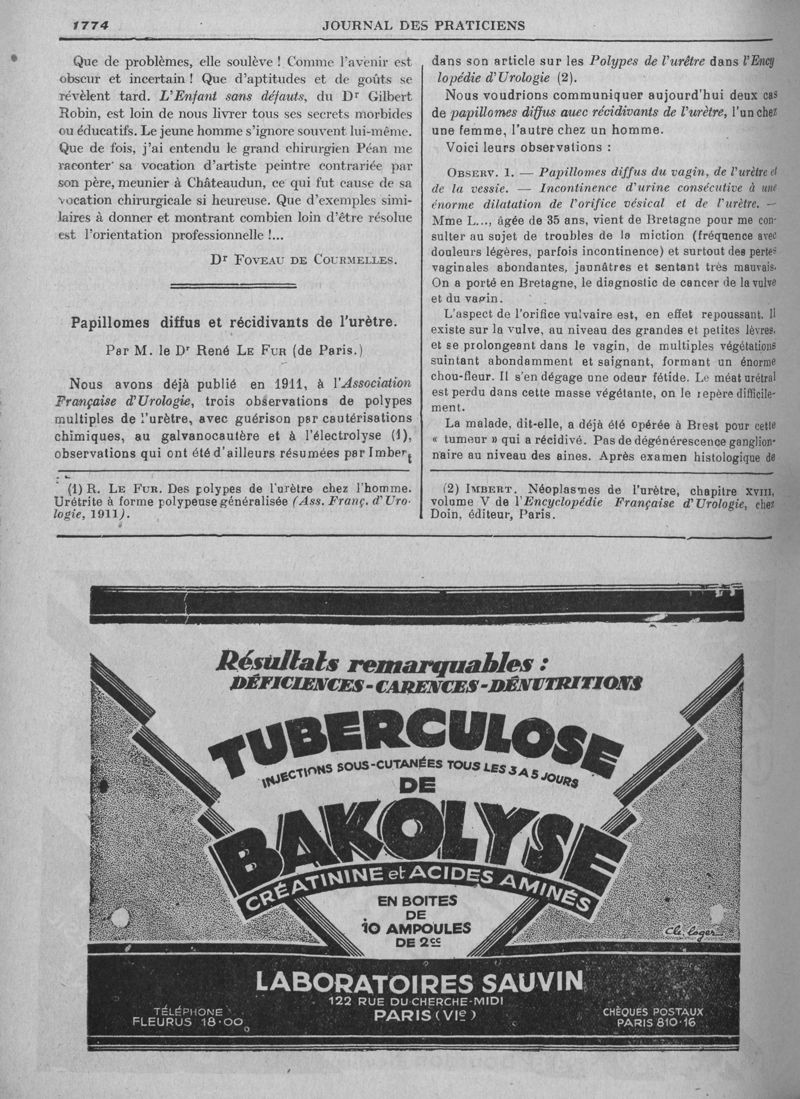 1774
JOURNAL DES PRATICIENS
Que de problèmes, elle soulève ! Comme l'avenir est
obscur et incertain ! Que d'aptitudes et de goûts se
révèlent tard. L'Enfant sans défauts, du Dr Gilbert
Robin, est loin de nous livrer tous ses secrets morbides
ou éducatifs. Le jeune homme s'ignore souvent lui-même.
Que de fois, j'ai entendu le grand chirurgien Péan me
raconter sa vocation d'artiste peintre contrariée par
son père, meunier à Châteaudun, ce qui fut cause de sa
vocation chirurgicale si heureuse. Que d'exemples simi-
laires à donner et montrant combien loin d'être résolue
est l'orientation professionnelle !...
Dr FOVEAU DE COURMELLES.
Papillomes diffus et récidivants de l'urètre.
Par M. le Dr René LE FUR (de Paris.)
Nous avons déjà publié en 1911, à l'Association
Française d'Urologie, trois observations de polypes
multiples de l'urètre, avec guérison par cautérisations
chimiques, au galvanocautère et à l'électrolyse (1),
observations qui ont été d'ailleurs résumées par Imbert
(1) R. LE FUR. Des polypes de l'urètre chez l'homme.
Urétrite à forme polypeuse généralisée (Ass. Franç. d'Uro-
logie, 1911).
dans son article sur les Polypes de l'urètre dans l'Ency
lopédie d'Urologie (2).
Nous voudrions communiquer aujourd'hui deux cas
de papillomes diffus avec récidivants de l'urètre, l'un chez
une femme, l'autre chez un homme.
Voici leurs observations :
OBSERV. 1. — Papillomes diffus du vagin, de l'urètre et
de la vessie. — Incontinence d'urine consécutive à une
énorme dilatation de l'orifice vésical et de l'urètre. —
Mme L..., âgée de 35 ans, vient de Bretagne pour me con-
sulter au sujet de troubles de la miction (fréquence avec
douleurs légères, parfois incontinence) et surtout des pertes
vaginales abondantes, jaunâtres et sentant très mauvais.
On a porté en Bretagne, le diagnostic de cancer de la vulve
et du vagin.
L'aspect de l'orifice vulvaire est, en effet repoussant. Il
existe sur la vulve, au niveau des grandes et petites lèvres,
et se prolongeant dans le vagin, de multiples végétations
suintant abondamment et saignant, formant un énorme
chou-fleur. Il s'en dégage une odeur fétide. Le méat urétral
est perdu dans cette masse végétante, on le repère difficile-
ment.
La malade, dit-elle, a déjà été opérée à Brest pour cette
« tumeur » qui a récidivé. Pas de dégénérescence ganglion-
naire au niveau des aines. Après examen histologique de
(2) IMBERT. Néoplasmes de l'urètre, chapitre XVIII,
volume V de l'Encyclopédie Française d'Urologie, chez
Doin, éditeur, Paris.
Résultats remarquables :
DÉFICIENCES - CARENCES - DÉNUTRITIONS
TUBERCULOSE
INJECTIONS SOUS-CUTANÉES TOUS LES 3 A 5 JOURS
DE
BAKOLYSE
CRÉATININE et ACIDES AMINÉS
EN BOITES
DE
10 AMPOULES
DE 2cc
Ch. Loger
LABORATOIRES SAUVIN
122 RUE DU CHERCHE-MIDI
PARIS (VIe)
TÉLÉPHONE
FLEURUS 18-00
CHÈQUES POSTAUX
PARIS 810-16